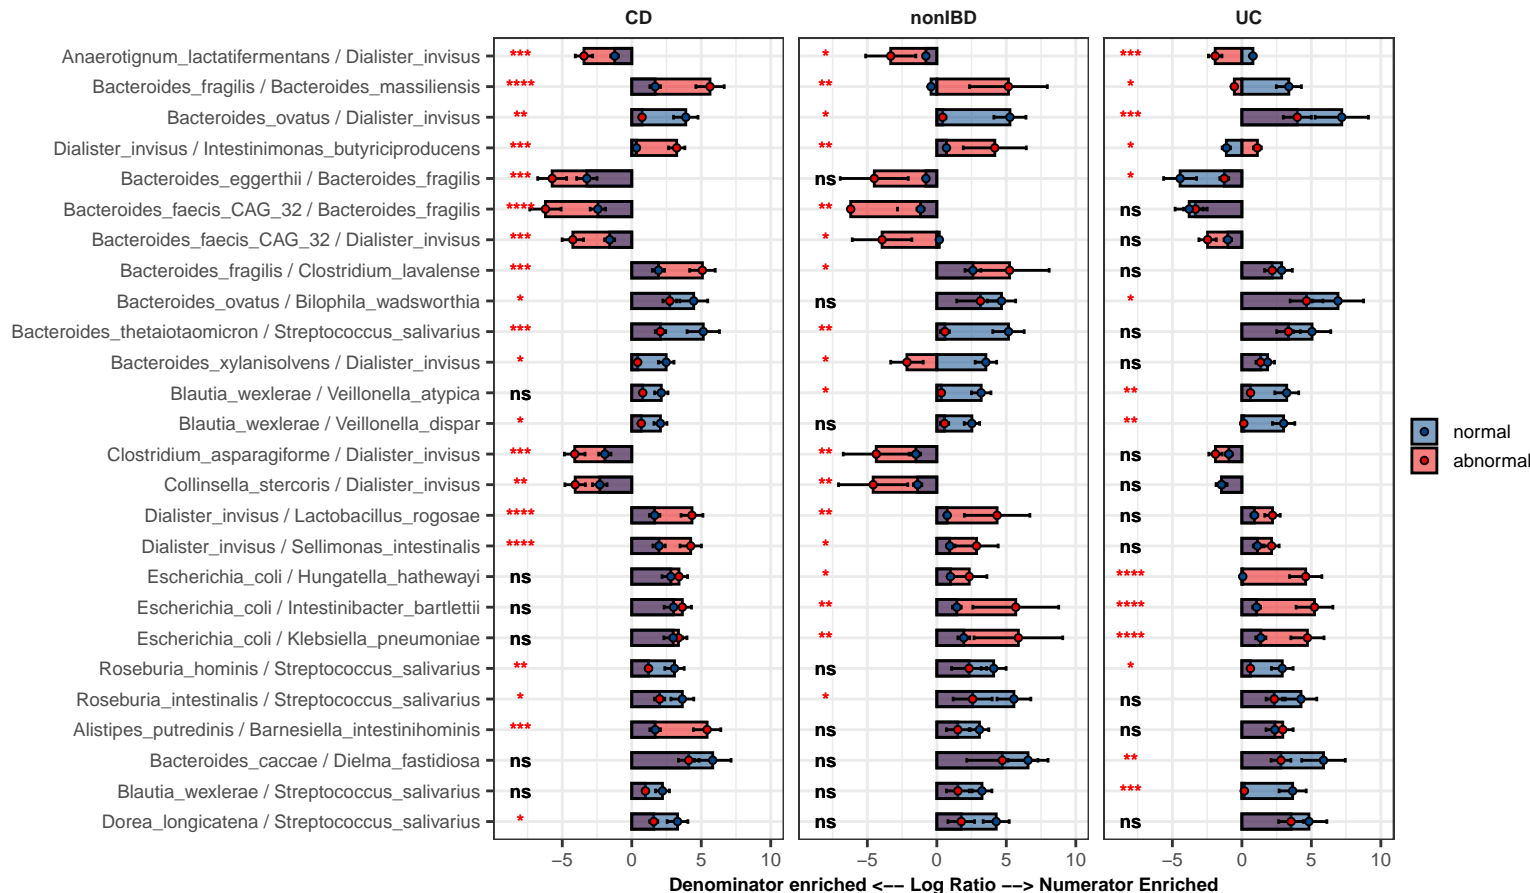 CD nonIBD UC
Anaerotignum_lactatifermentans / Dialister_invisus *** * ***
Bacteroides_fragilis / Bacteroides_massiliensis **** ** *
Bacteroides_ovatus / Dialister_invisus ** * ***
Dialister_invisus / Intestinimonas_butyriciproducens *** ** *
Bacteroides_eggerthii / Bacteroides_fragilis *** ns *
Bacteroides_faecis_CAG_32 / Bacteroides_fragilis **** ** ns
Bacteroides_faecis_CAG_32 / Dialister_invisus *** * ns
Bacteroides_fragilis / Clostridium_lavalense *** * ns
Bacteroides_ovatus / Bilophila_wadsworthia * ns *
Bacteroides_thetaiotaomicron / Streptococcus_salivarius *** ** ns
Bacteroides_xylanisolvens / Dialister_invisus * * ns
Blautia_wexlerae / Veillonella_atypica ns * **
Blautia_wexlerae / Veillonella_dispar * ns **
Clostridium_asparagiforme / Dialister_invisus *** ** ns
Collinsella_stercoris / Dialister_invisus ** ** ns
Dialister_invisus / Lactobacillus_rogosae **** ** ns
Dialister_invisus / Sellimonas_intestinalis **** * ns
Escherichia_coli / Hungatella_hathewayi ns * ****
Escherichia_coli / Intestinibacter_bartlettii ns ** ****
Escherichia_coli / Klebsiella_pneumoniae ns ** ****
Roseburia_hominis / Streptococcus_salivarius ** ns *
Roseburia_intestinalis / Streptococcus_salivarius * * ns
Alistipes_putredinis / Barnesiella_intestinihominis *** ns ns
Bacteroides_caccae / Dielma_fastidiosa ns ns **
Blautia_wexlerae / Streptococcus_salivarius ns ns ***
Dorea_longicatena / Streptococcus_salivarius * ns ns
−5 0 5 10 −5 0 5 10 −5 0 5 10
Denominator enriched <−− Log Ratio −−> Numerator Enriched
normal
abnormal